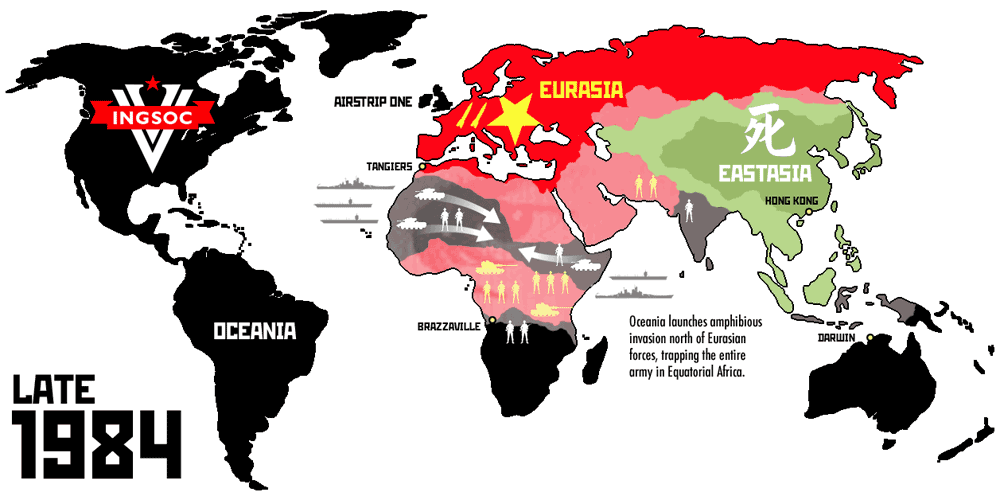 INGSOC
AIRSTRIP ONE
EURASIA
死
EASTASIA
TANGIERS
HONG KONG
OCEANIA
BRAZZAVILLE
DARWIN
Oceania launches amphibious
invasion north of Eurasian
forces, trapping the entire
army in Equatorial Africa.
LATE
1984